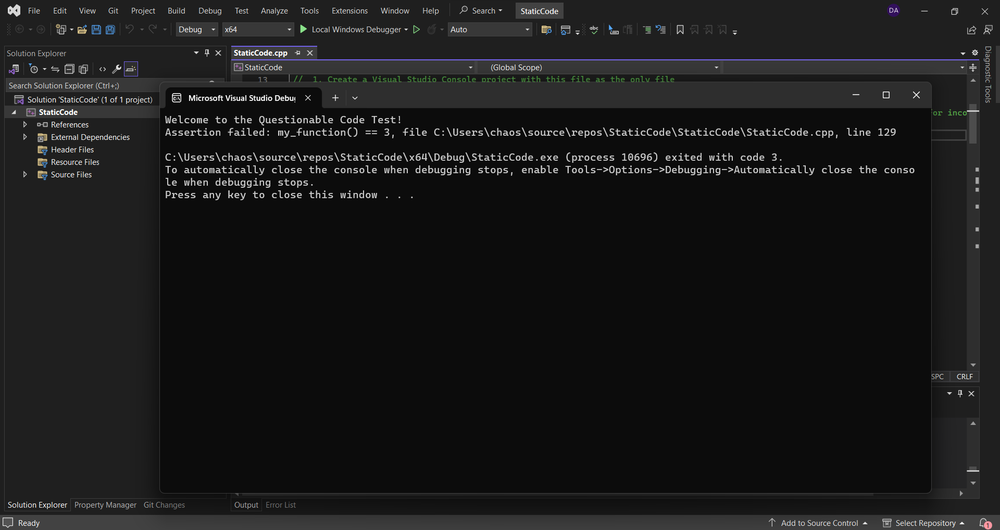 File Edit View Git Project Build Debug Test Analyze Tools Extensions Window Help Search StaticCode DA
Debug x64 Local Windows Debugger Auto
Solution Explorer
StaticCode.cpp
Diagnostic Tools
StaticCode (Global Scope)
Search Solution Explorer (Ctrl+;)
13 // 1. Create a Visual Studio Console project with this file as the only file
Solution 'StaticCode' (1 of 1 project)
StaticCode
References
External Dependencies
Header Files
Resource Files
Source Files
Microsoft Visual Studio Debu
for inco
Welcome to the Questionable Code Test!
Assertion failed: my_function() == 3, file C:\Users\chaos\source\repos\StaticCode\StaticCode\StaticCode.cpp, line 129
C:\Users\chaos\source\repos\StaticCode\x64\Debug\StaticCode.exe (process 10696) exited with code 3.
To automatically close the console when debugging stops, enable Tools->Options->Debugging->Automatically close the conso
le when debugging stops.
Press any key to close this window . . .
SPC CRLF
Solution Explorer Property Manager Git Changes
Output Error List
Ready
Add to Source Control Select Repository 1